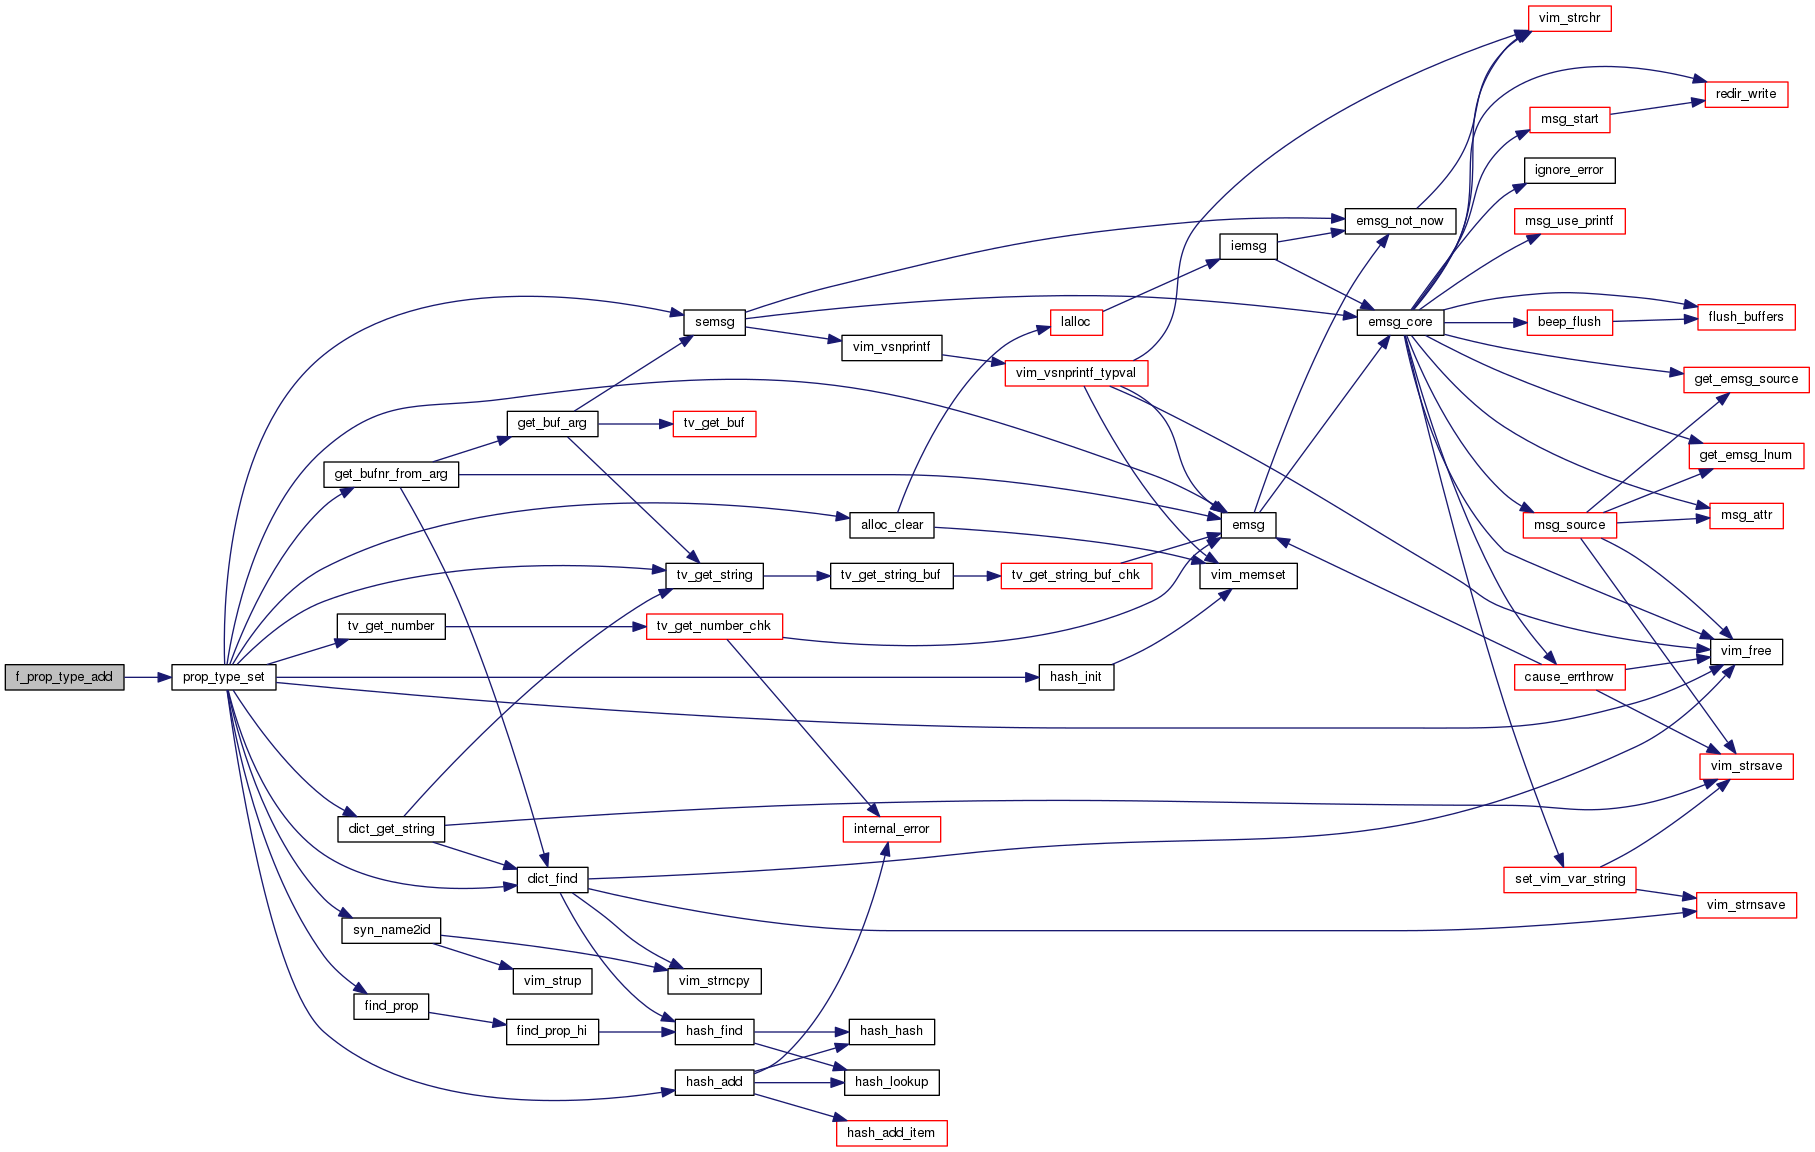 vim_strchr
redir_write
msg_start
ignore_error
emsg_not_now
msg_use_printf
iemsg
semsg
lalloc
emsg_core
beep_flush
flush_buffers
vim_vsnprintf
vim_vsnprintf_typval
get_emsg_source
get_buf_arg
tv_get_buf
get_emsg_lnum
get_bufnr_from_arg
msg_attr
alloc_clear
emsg
msg_source
tv_get_string
tv_get_string_buf
tv_get_string_buf_chk
vim_memset
tv_get_number
tv_get_number_chk
vim_free
f_prop_type_add
prop_type_set
hash_init
cause_errthrow
vim_strsave
dict_get_string
internal_error
dict_find
set_vim_var_string
vim_strnsave
syn_name2id
vim_strup
vim_strncpy
find_prop
find_prop_hi
hash_find
hash_hash
hash_add
hash_lookup
hash_add_item